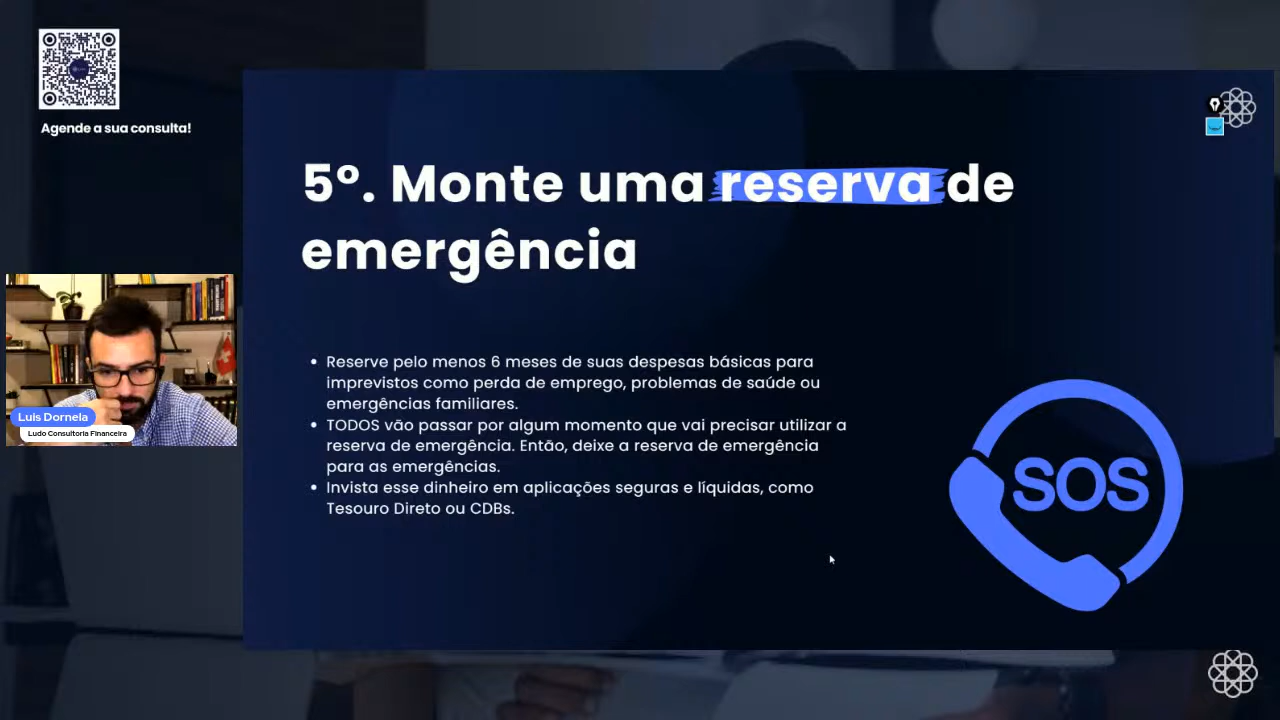 Agende a sua consulta!
5º. Monte uma reserva de
emergência
Luis Dornela
Ludo Consultoria Financeira
• Reserve pelo menos 6 meses de suas despesas básicas para
imprevistos como perda de emprego, problemas de saúde ou
emergências familiares.
• TODOS vão passar por algum momento que vai precisar utilizar a
reserva de emergência. Então, deixe a reserva de emergência
para as emergências.
• Invista esse dinheiro em aplicações seguras e líquidas, como
Tesouro Direto ou CDBs.
SOS